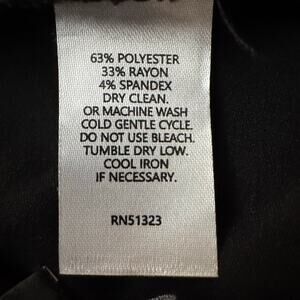 63% POLYESTER
33% RAYON
4% SPANDEX
DRY CLEAN.
OR MACHINE WASH
COLD GENTLE CYCLE.
DO NOT USE BLEACH.
TUMBLE DRY LOW.
COOL IRON
IF NECESSARY.
RN51323